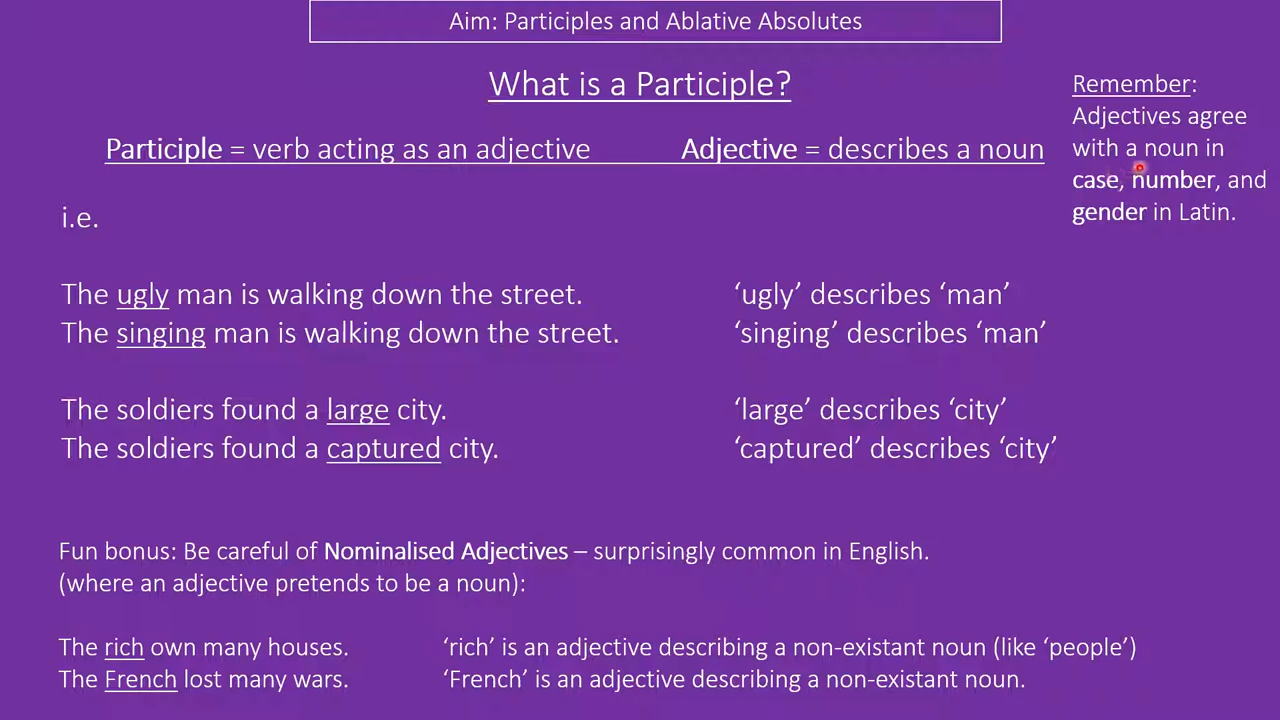 Aim: Participles and Ablative Absolutes
What is a Participle?
Participle = verb acting as an adjective Adjective = describes a noun
Remember:
Adjectives agree
with a noun in
case, number, and
gender in Latin.
i.e.
The ugly man is walking down the street. ‘ugly’ describes ‘man’
The singing man is walking down the street. ‘singing’ describes ‘man’
The soldiers found a large city. ‘large’ describes ‘city’
The soldiers found a captured city. ‘captured’ describes ‘city’
Fun bonus: Be careful of Nominalised Adjectives – surprisingly common in English.
(where an adjective pretends to be a noun):
The rich own many houses. ‘rich’ is an adjective describing a non-existant noun (like ‘people’)
The French lost many wars. ‘French’ is an adjective describing a non-existant noun.